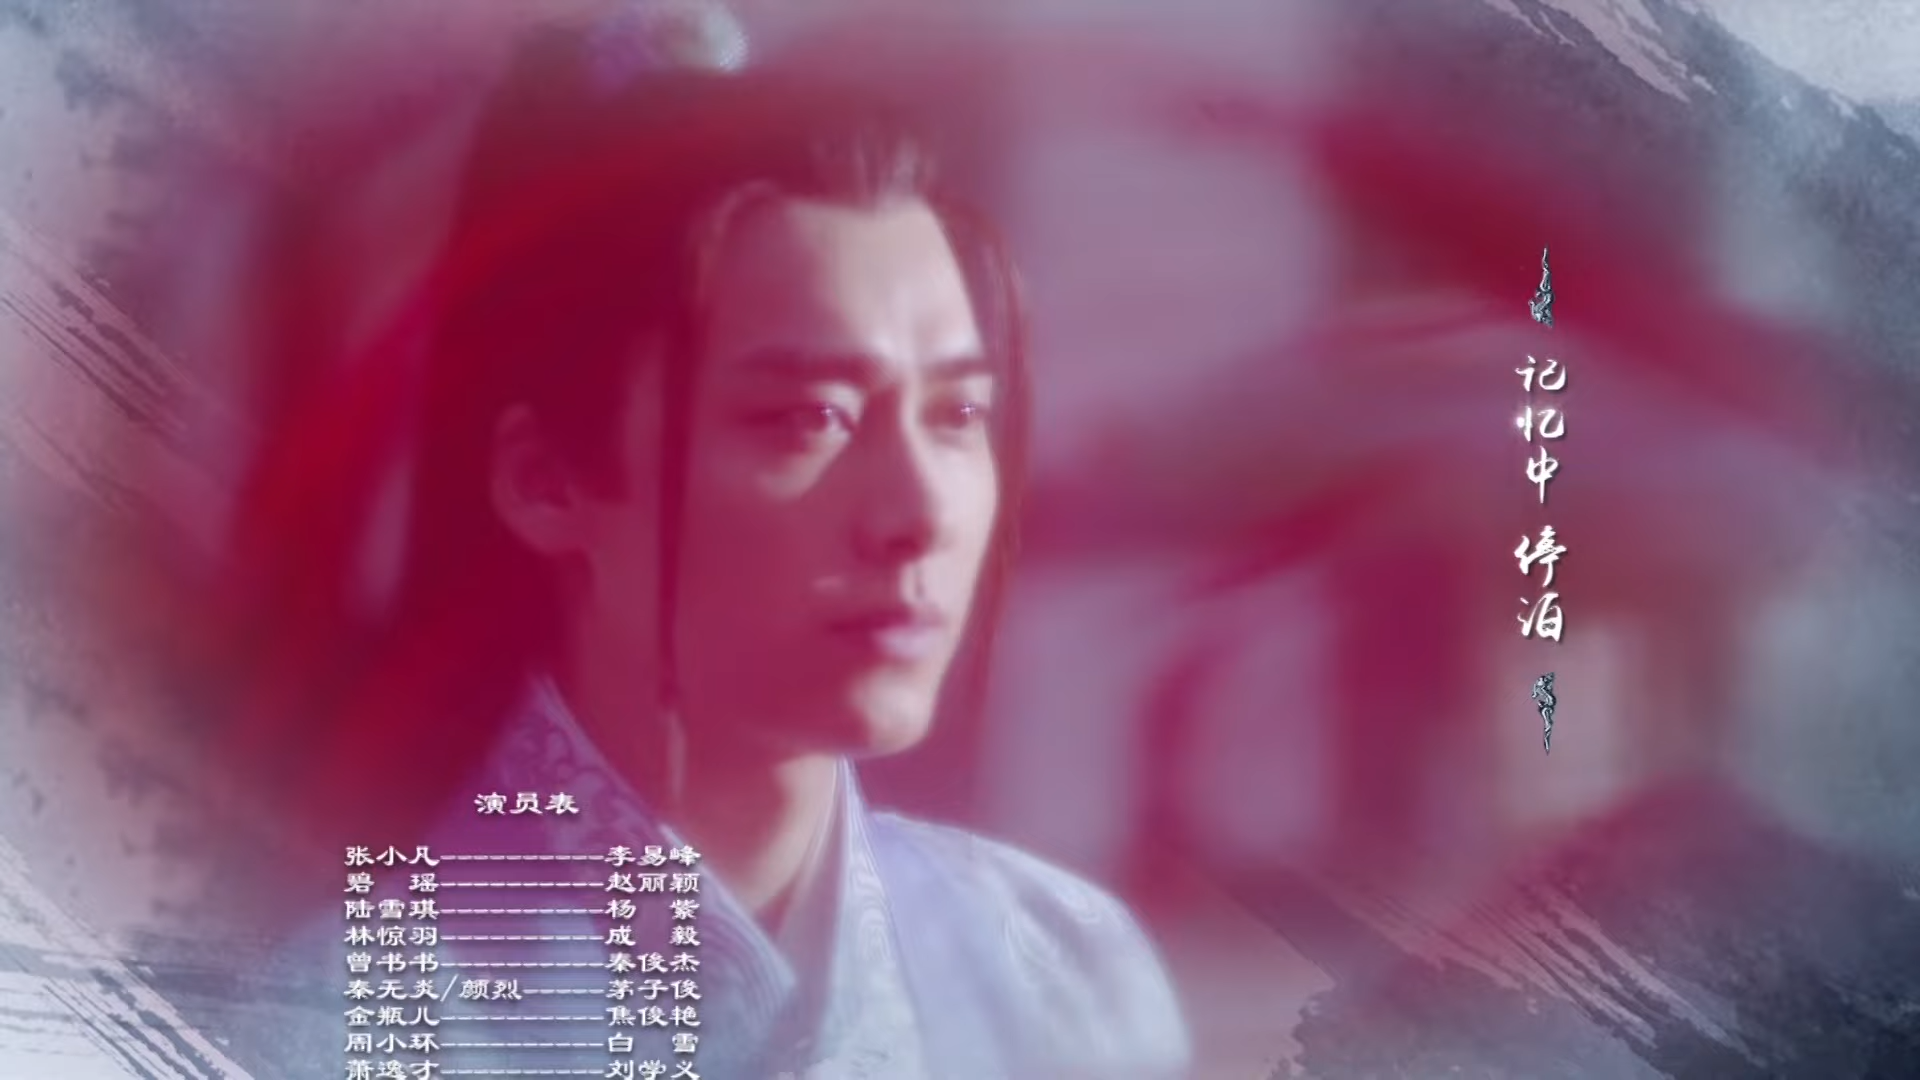 记忆中 停泊
演员表
张小凡----------李易峰
碧 瑶----------赵丽颖
陆雪琪----------杨 紫
林惊羽----------成 毅
曾书书----------秦俊杰
秦无炎/颜烈-----茅子俊
金瓶儿----------焦俊艳
周小环----------白 雪
萧逸才----------刘学义